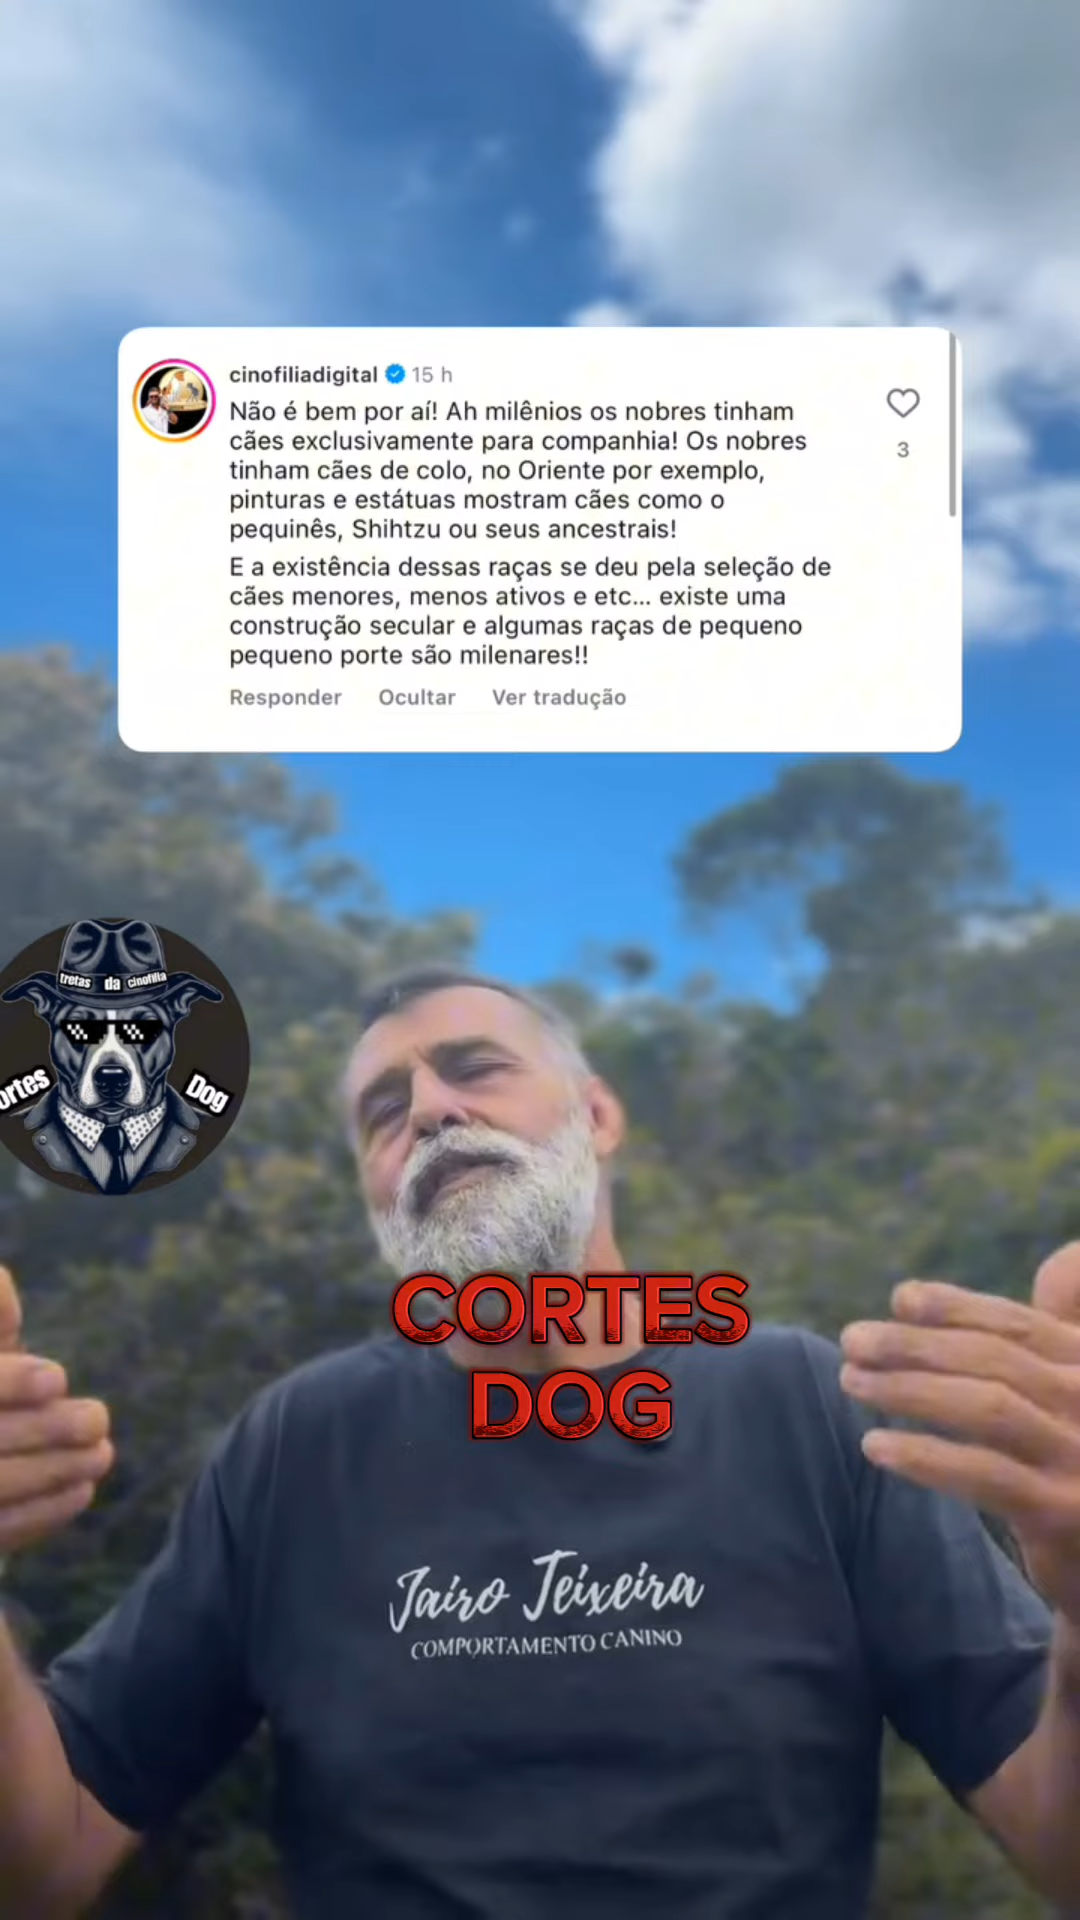 cinofiliadigital 15 h
Não é bem por aí! Ah milênios os nobres tinham
cães exclusivamente para companhia! Os nobres
tinham cães de colo, no Oriente por exemplo,
pinturas e estátuas mostram cães como o
pequinês, Shihtzu ou seus ancestrais!
E a existência dessas raças se deu pela seleção de
cães menores, menos ativos e etc... existe uma
construção secular e algumas raças de pequeno
pequeno porte são milenares!!
3
Responder Ocultar Ver tradução
tretas da cinofilia
ortes Dog
CORTES
DOG
Jairo Teixeira
COMPORTAMENTO CANINO